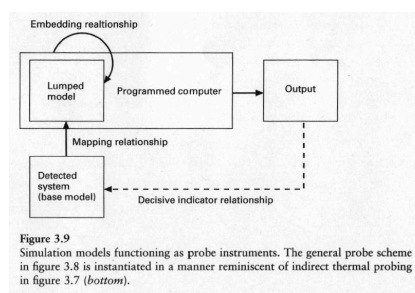 Embedding realtionship
Lumped
model
Programmed computer
Output
Mapping relationship
Detected
system
(base model)
Decisive indicator relationship
Figure 3.9
Simulation models functioning as probe instruments. The general probe scheme
in figure 3.8 is instantiated in a manner reminiscent of indirect thermal probing
in figure 3.7 (bottom).